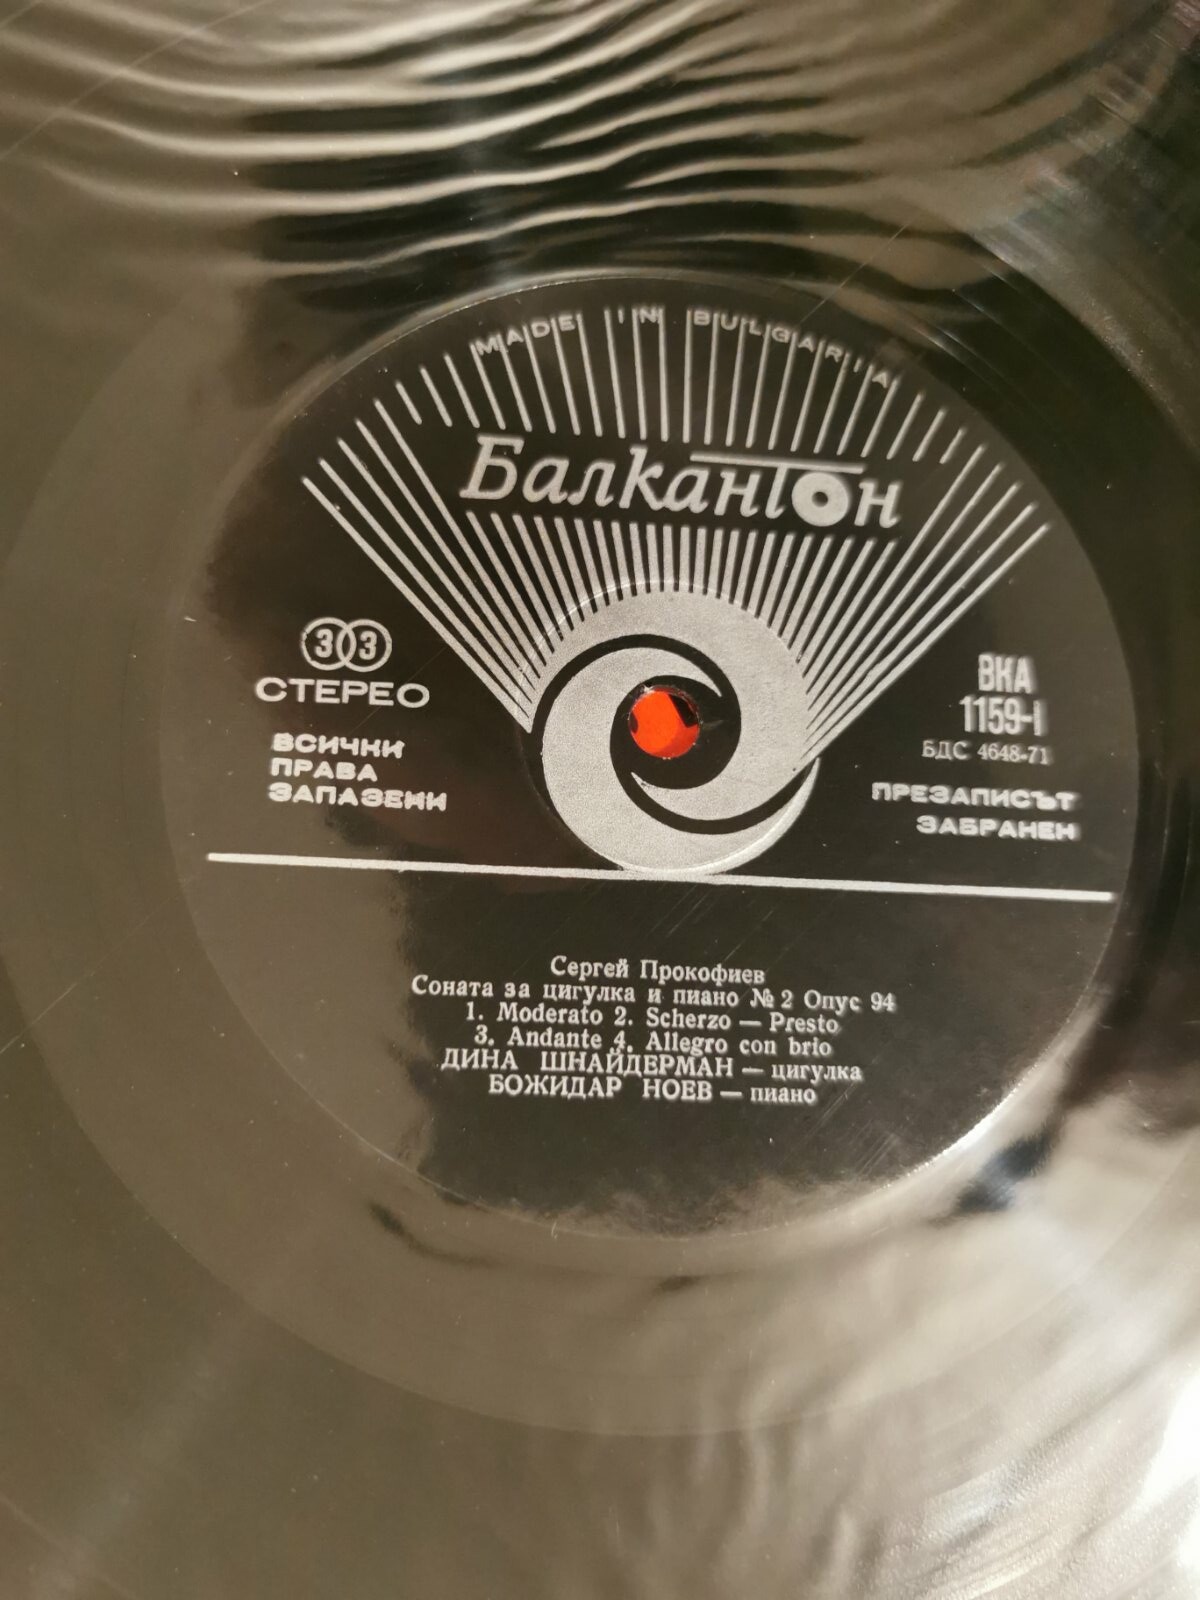 MADE IN BULGARIA
Балкантон
33
СТЕРЕО
ВСИЧКИ
ПРАВА
ЗАПАЗЕНИ
ВКА
1159-I
БДС 4648-71
ПРЕЗАПИСЪТ
ЗАБРАНЕН
Сергей Прокофиев
Соната за цигулка и пиано № 2 Опус 94
1. Moderato 2. Scherzo — Presto
3. Andante 4. Allegro con brio
ДИНА ШНАЙДЕРМАН — цигулка
БОЖИДАР НОЕВ — пиано